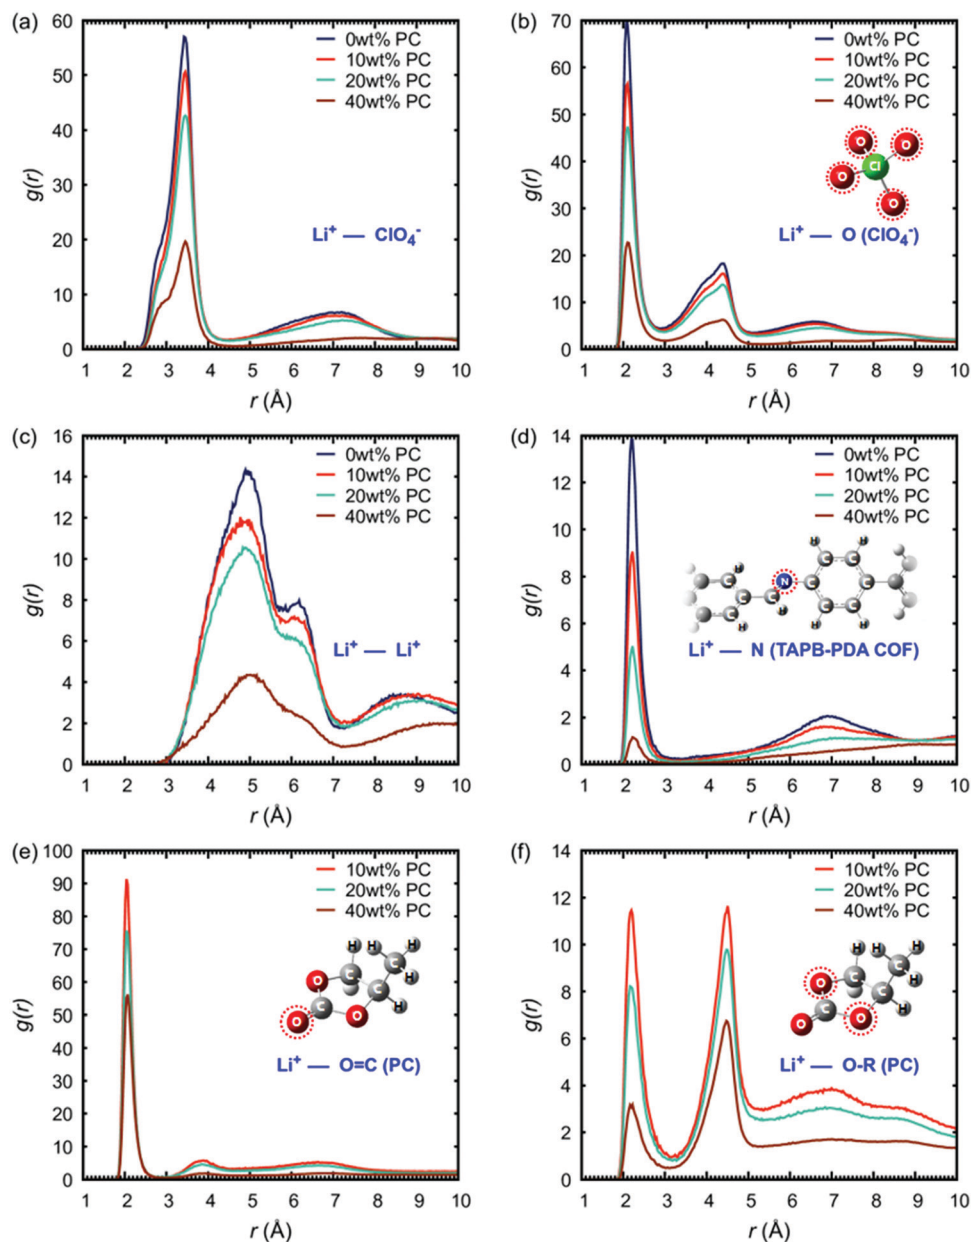 (a)
60
50
40
30
20
10
0
g(r)
0wt% PC
10wt% PC
20wt% PC
40wt% PC
Li⁺ — ClO₄⁻
1 2 3 4 5 6 7 8 9 10
r (Å)
(b)
70
60
50
40
30
20
10
0
g(r)
0wt% PC
10wt% PC
20wt% PC
40wt% PC
O O O O Cl
Li⁺ — O (ClO₄⁻)
1 2 3 4 5 6 7 8 9 10
r (Å)
(c)
16
14
12
10
8
6
4
2
0
g(r)
0wt% PC
10wt% PC
20wt% PC
40wt% PC
Li⁺ — Li⁺
1 2 3 4 5 6 7 8 9 10
r (Å)
(d)
14
12
10
8
6
4
2
0
g(r)
0wt% PC
10wt% PC
20wt% PC
40wt% PC
H H H
C C C C N C C C C C C C
H H H H
Li⁺ — N (TAPB-PDA COF)
1 2 3 4 5 6 7 8 9 10
r (Å)
(e)
100
90
80
70
60
50
40
30
20
10
0
g(r)
10wt% PC
20wt% PC
40wt% PC
H H H
C C H
O C C H
O O
Li⁺ — O=C (PC)
1 2 3 4 5 6 7 8 9 10
r (Å)
(f)
14
12
10
8
6
4
2
0
g(r)
10wt% PC
20wt% PC
40wt% PC
H H H
C C H
O C C H
O O
Li⁺ — O-R (PC)
1 2 3 4 5 6 7 8 9 10
r (Å)